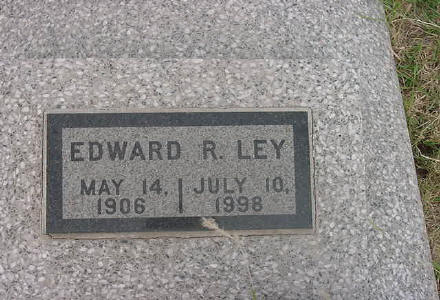 EDWARD R. LEY
MAY 14, | JULY 10,
1906 | 1998